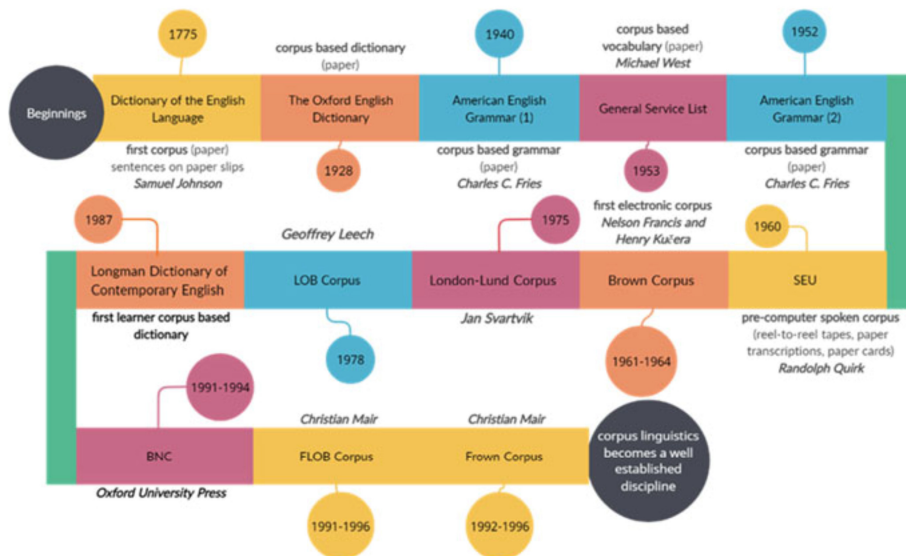 1775
corpus based dictionary
(paper)
1940
corpus based
vocabulary (paper)
Michael West
1952
Beginnings
Dictionary of the English
Language
The Oxford English
Dictionary
American English
Grammar (1)
General Service List
American English
Grammar (2)
first corpus (paper)
sentences on paper slips
Samuel Johnson
1928
corpus based grammar
(paper)
Charles C. Fries
1953
corpus based grammar
(paper)
Charles C. Fries
1987
Geoffrey Leech
1975
first electronic corpus
Nelson Francis and
Henry Kučera
1960
Longman Dictionary of
Contemporary English
LOB Corpus
London-Lund Corpus
Brown Corpus
SEU
first learner corpus based
dictionary
1978
Jan Svartvik
1961-1964
pre-computer spoken corpus
(reel-to-reel tapes, paper
transcriptions, paper cards)
Randolph Quirk
1991-1994
Christian Mair
Christian Mair
BNC
FLOB Corpus
Frown Corpus
corpus linguistics
becomes a well
established
discipline
Oxford University Press
1991-1996
1992-1996